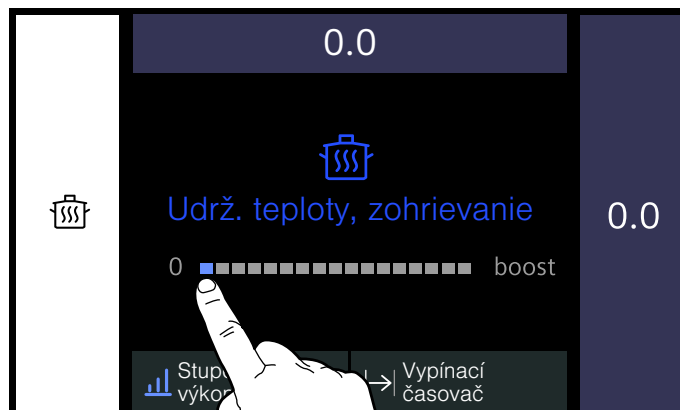 0.0
Udrž. teploty, zohrievanie
0.0
0 boost
Vypínací
časovač